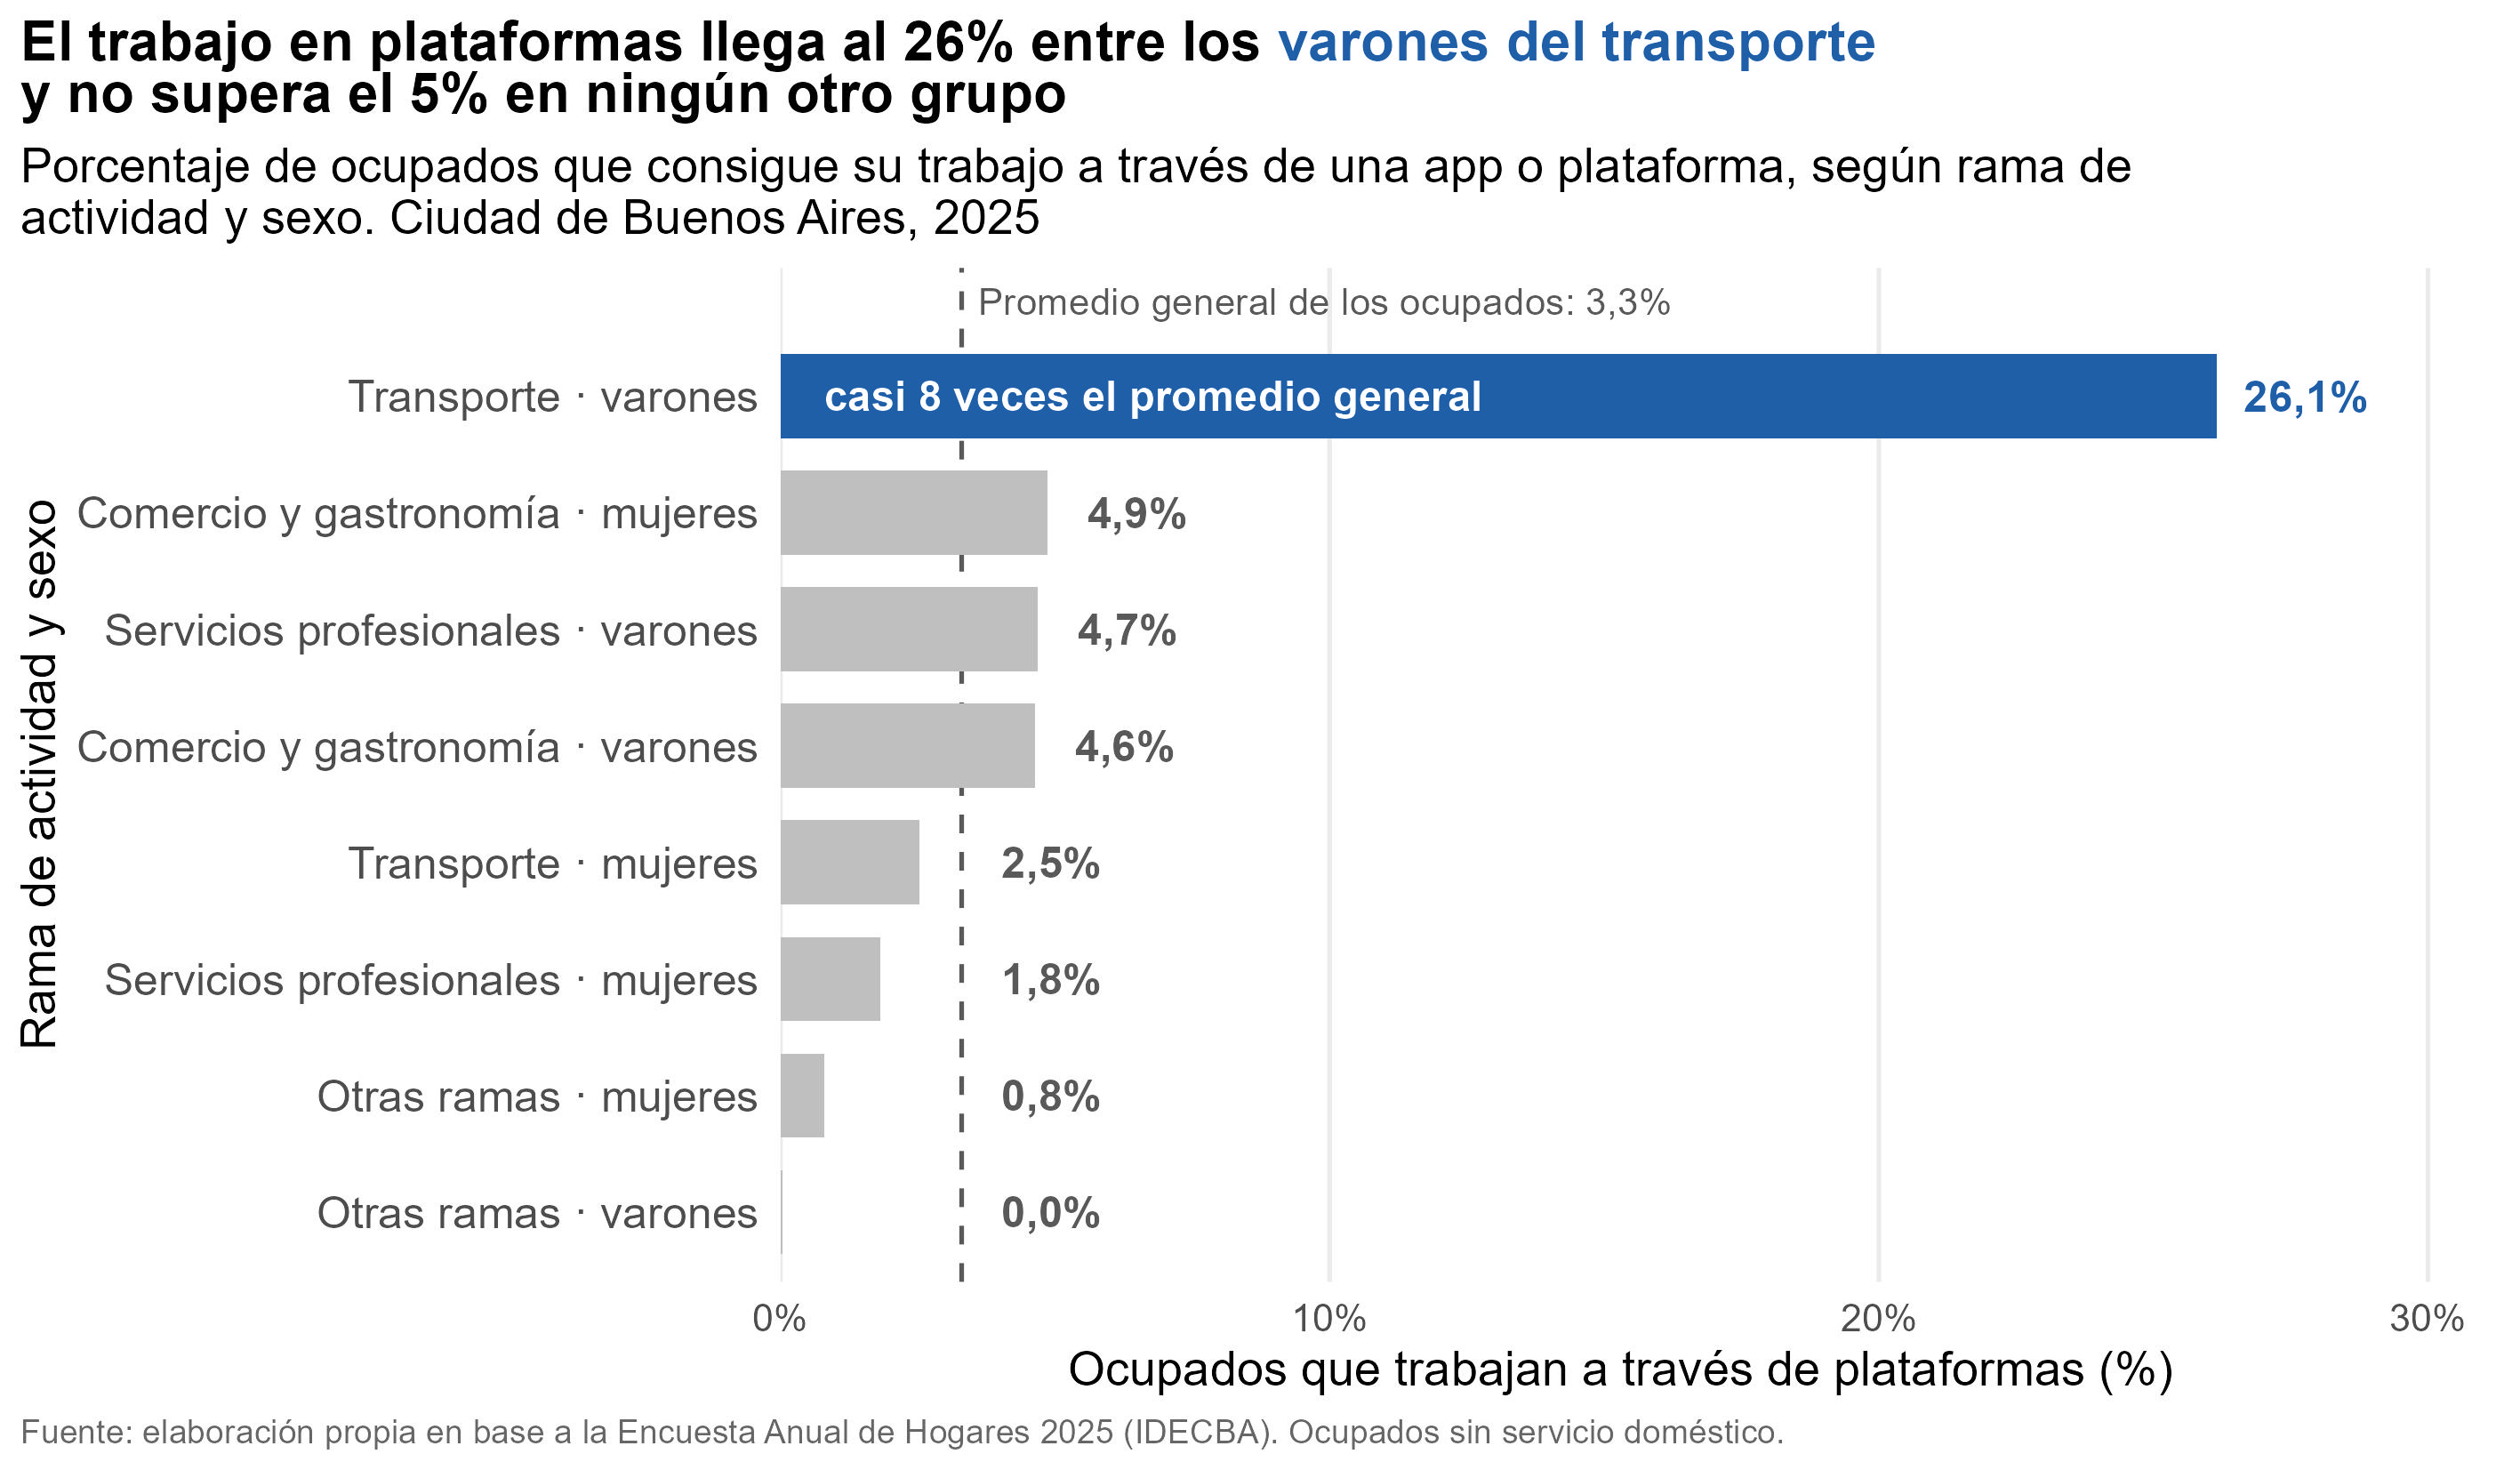 El trabajo en plataformas llega al 26% entre los varones del transporte
y no supera el 5% en ningún otro grupo
Porcentaje de ocupados que consigue su trabajo a través de una app o plataforma, según rama de
actividad y sexo. Ciudad de Buenos Aires, 2025
Promedio general de los ocupados: 3,3%
Rama de actividad y sexo
Transporte · varones casi 8 veces el promedio general 26,1%
Comercio y gastronomía · mujeres 4,9%
Servicios profesionales · varones 4,7%
Comercio y gastronomía · varones 4,6%
Transporte · mujeres 2,5%
Servicios profesionales · mujeres 1,8%
Otras ramas · mujeres 0,8%
Otras ramas · varones 0,0%
0% 10% 20% 30%
Ocupados que trabajan a través de plataformas (%)
Fuente: elaboración propia en base a la Encuesta Anual de Hogares 2025 (IDECBA). Ocupados sin servicio doméstico.